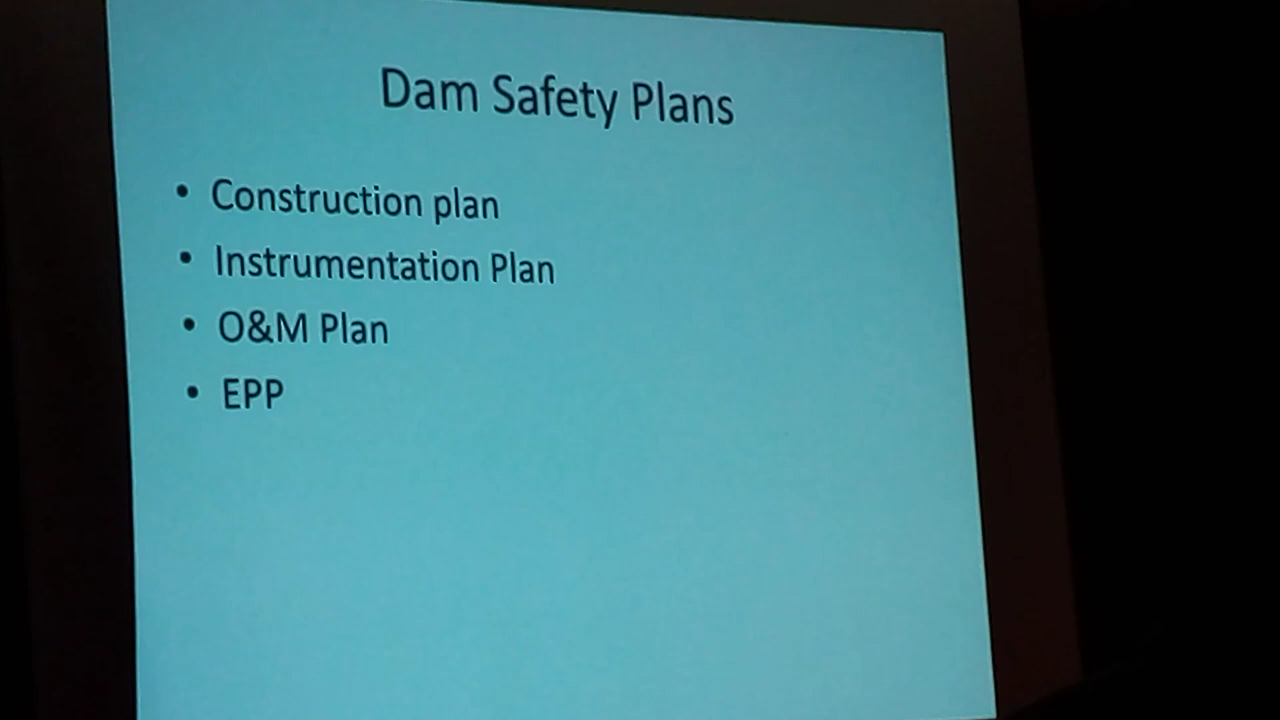 Dam Safety Plans
• Construction plan
• Instrumentation Plan
• O&M Plan
• EPP